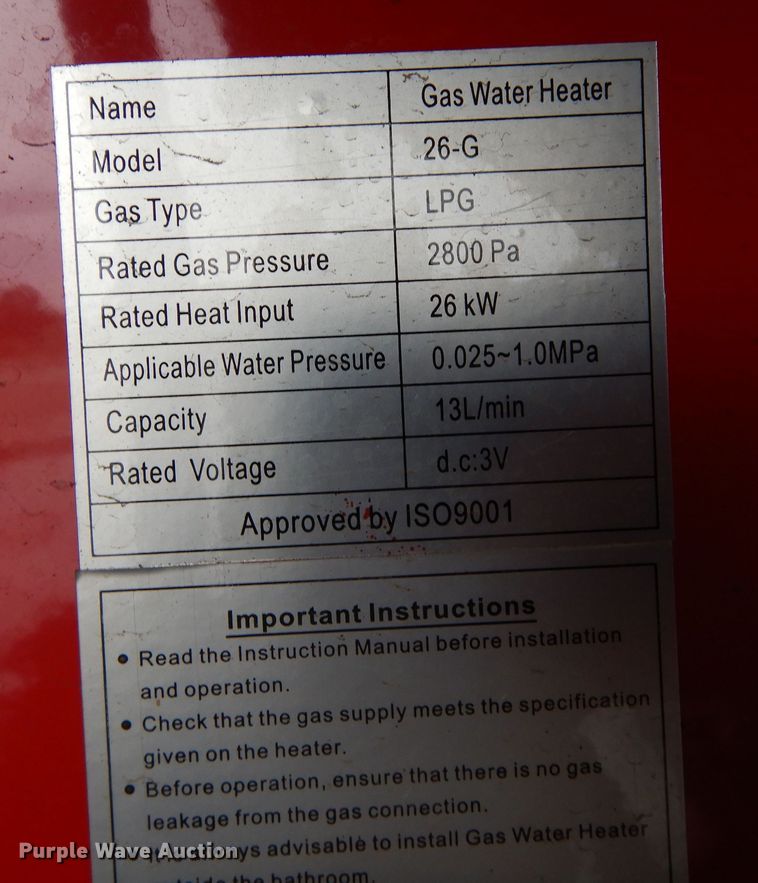 Name Gas Water Heater
Model 26-G
Gas Type LPG
Rated Gas Pressure 2800 Pa
Rated Heat Input 26 kW
Applicable Water Pressure 0.025~1.0MPa
Capacity 13L/min
Rated Voltage d.c:3V
Approved by ISO9001
Important Instructions
• Read the Instruction Manual before installation
and operation.
• Check that the gas supply meets the specification
given on the heater.
• Before operation, ensure that there is no gas
leakage from the gas connection.
advisable to install Gas Water Heater
Purple Wave Auction
the bathroom.